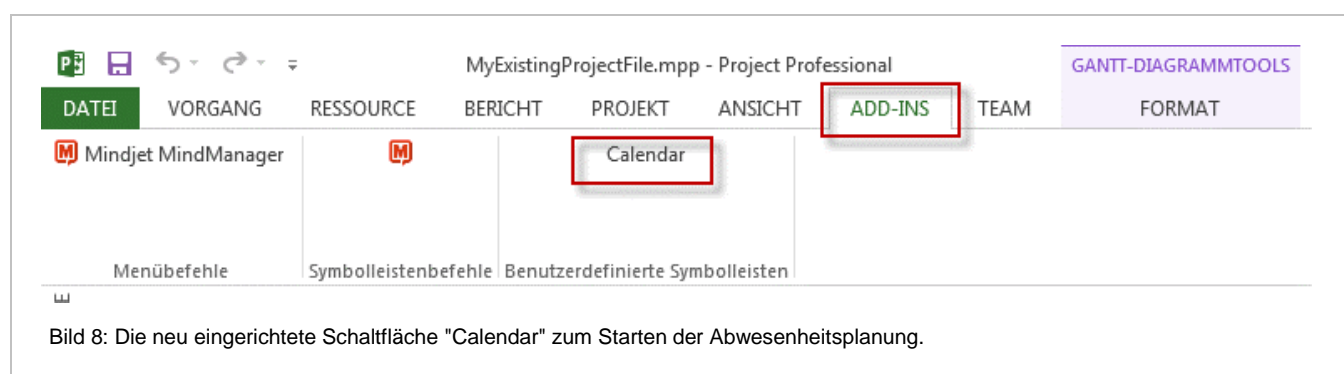 MyExistingProjectFile.mpp - Project Professional GANTT-DIAGRAMMTOOLS
DATEI VORGANG RESSOURCE BERICHT PROJEKT ANSICHT ADD-INS TEAM FORMAT
Mindjet MindManager Calendar
Menübefehle Symbolleistenbefehle Benutzerdefinierte Symbolleisten
Bild 8: Die neu eingerichtete Schaltfläche "Calendar" zum Starten der Abwesenheitsplanung.